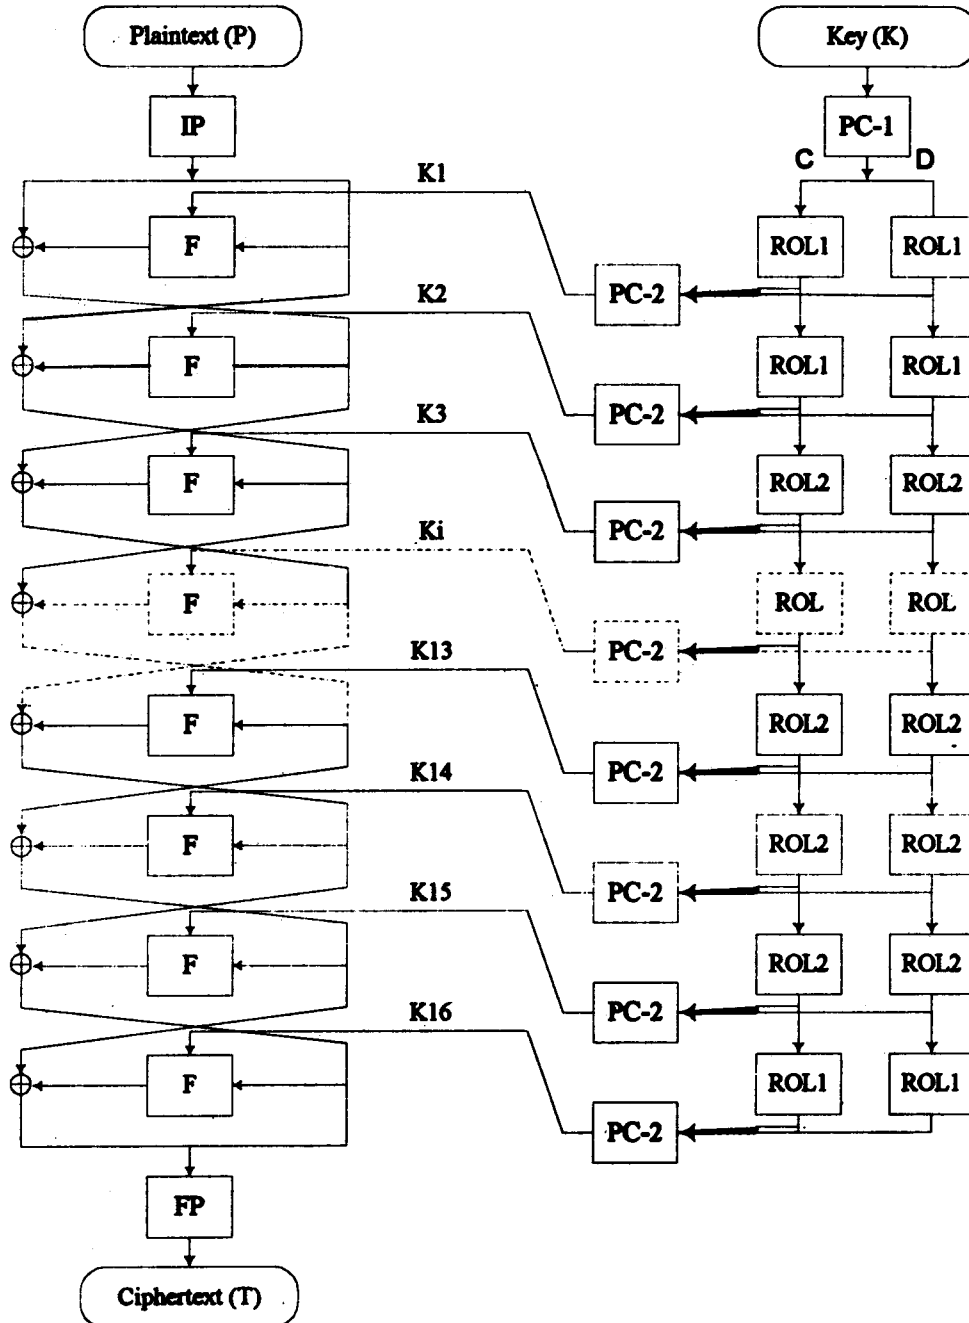 Plaintext (P)
Key (K)
IP
PC-1
C
D
K1
F
ROL1
ROL1
PC-2
K2
F
ROL1
ROL1
PC-2
K3
F
ROL2
ROL2
PC-2
Ki
F
ROL
ROL
PC-2
K13
F
ROL2
ROL2
PC-2
K14
F
ROL2
ROL2
PC-2
K15
F
ROL2
ROL2
PC-2
K16
F
ROL1
ROL1
PC-2
FP
Ciphertext (T)